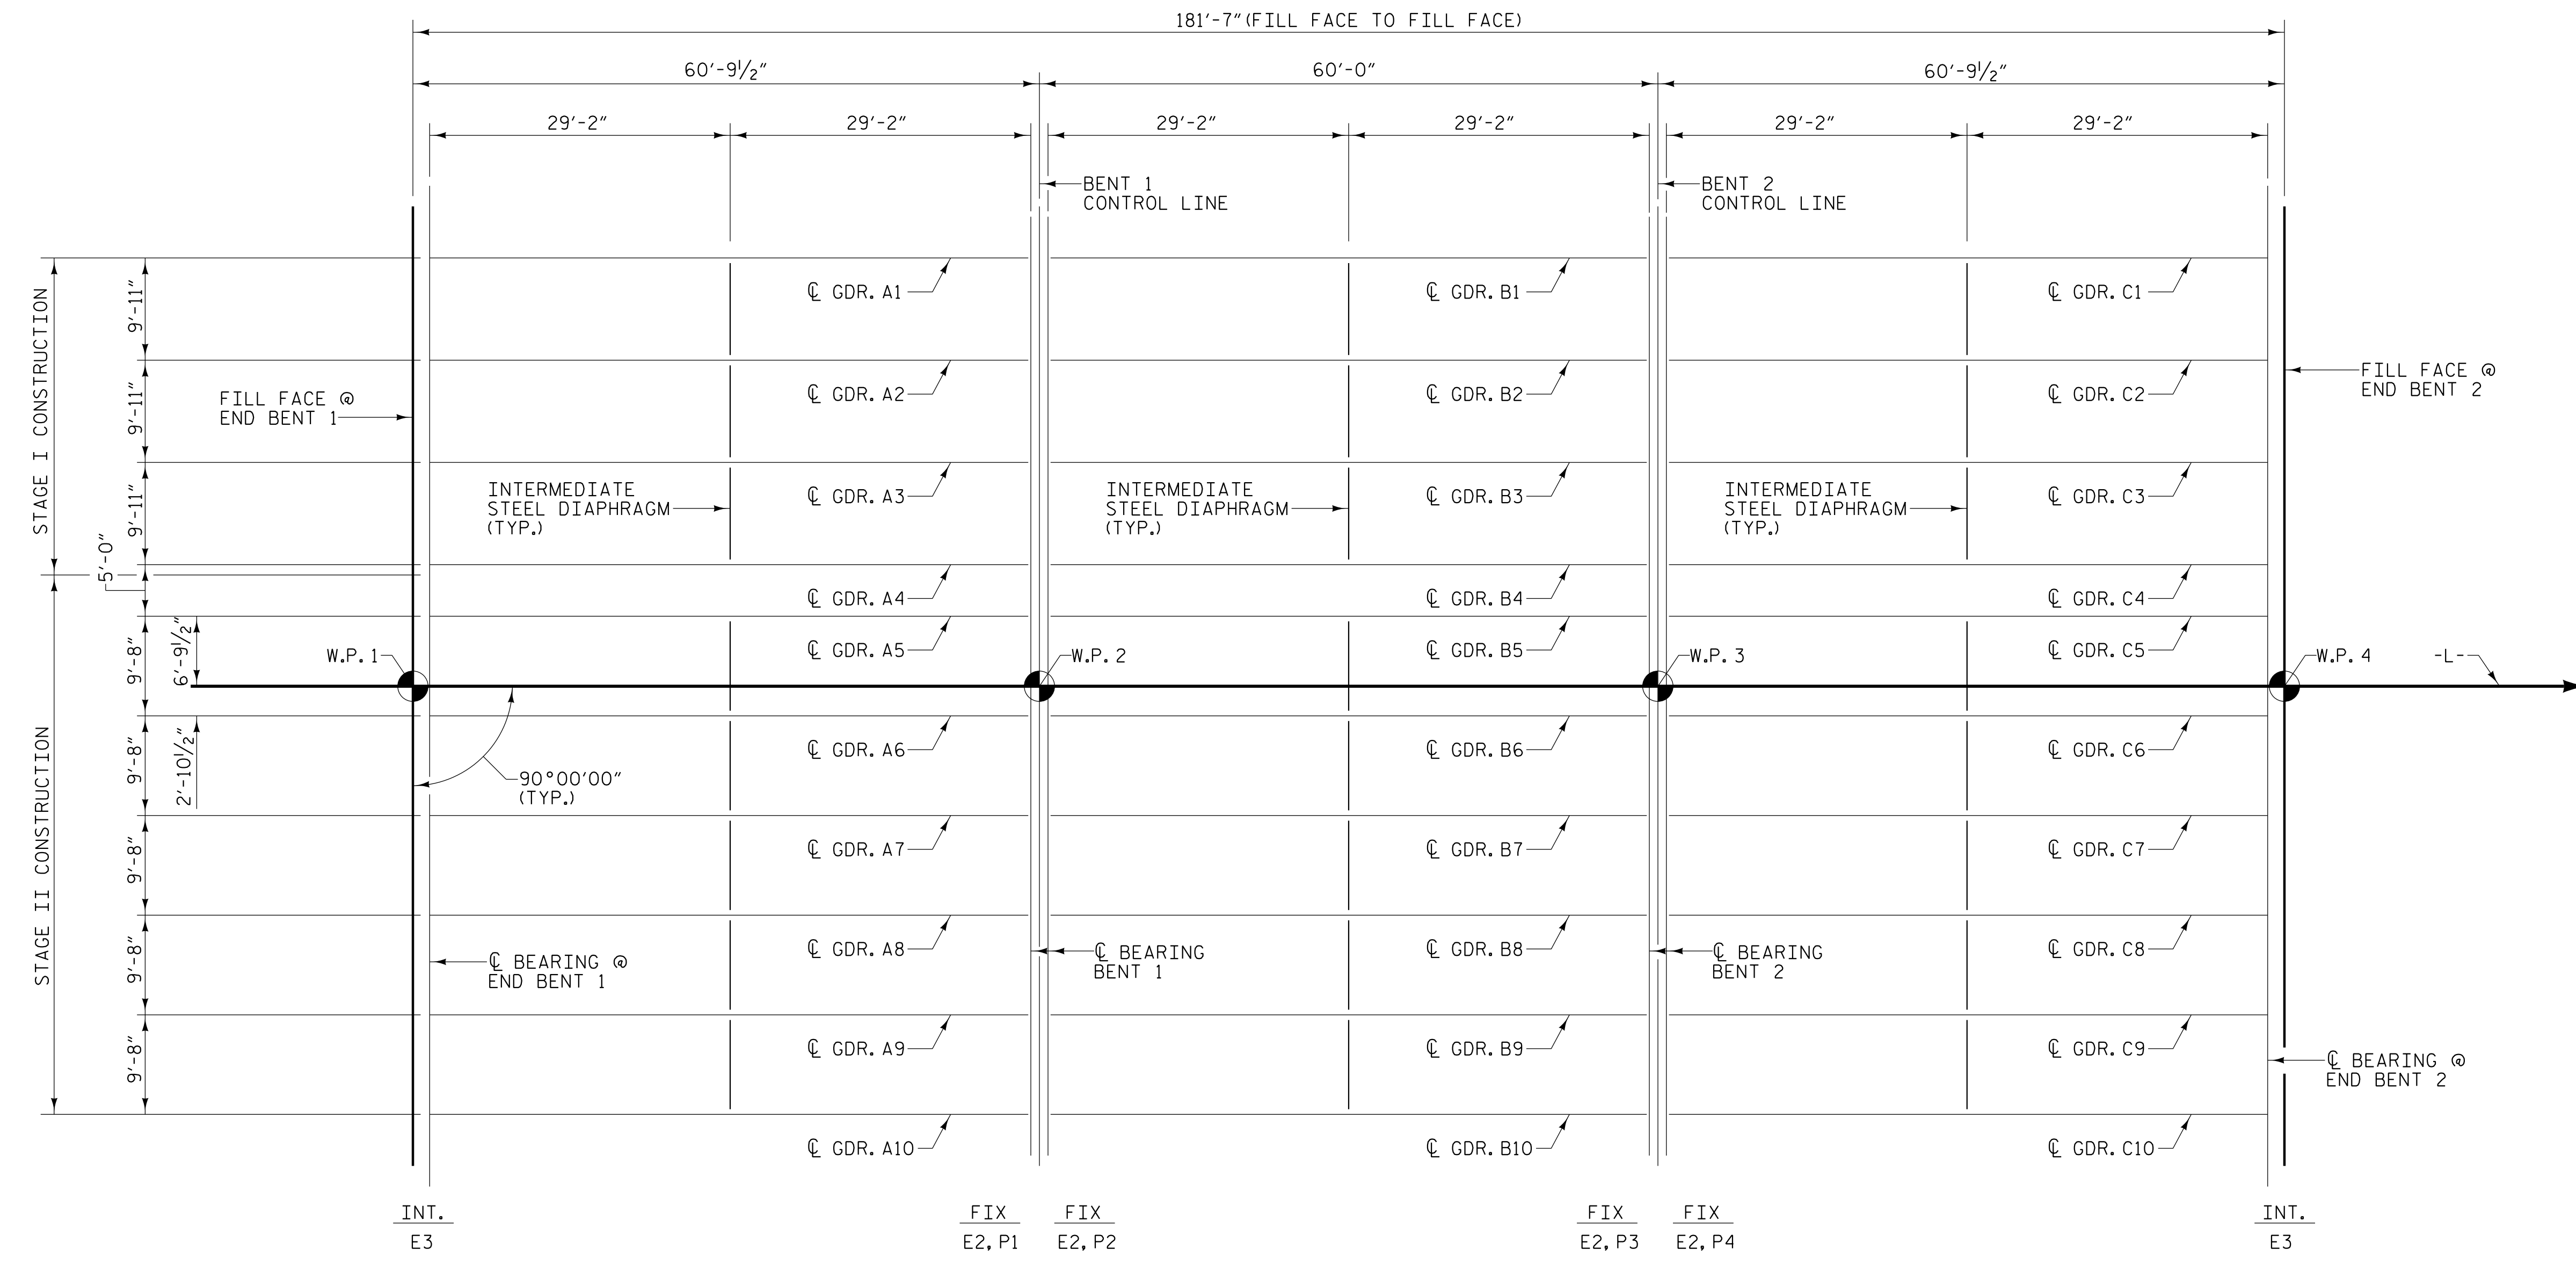 181'-7" (FILL FACE TO FILL FACE)
60'-9 1/2"
60'-0"
60'-9 1/2"
29'-2"
29'-2"
29'-2"
29'-2"
29'-2"
29'-2"
BENT 1
CONTROL LINE
BENT 2
CONTROL LINE
STAGE I CONSTRUCTION
9'-11"
9'-11"
9'-11"
5'-0"
STAGE II CONSTRUCTION
9'-8"
9'-8"
9'-8"
9'-8"
9'-8"
6'-9 1/2"
2'-10 1/2"
℄ GDR. A1
℄ GDR. B1
℄ GDR. C1
FILL FACE @
END BENT 1
℄ GDR. A2
℄ GDR. B2
℄ GDR. C2
FILL FACE @
END BENT 2
INTERMEDIATE
STEEL DIAPHRAGM
(TYP.)
℄ GDR. A3
INTERMEDIATE
STEEL DIAPHRAGM
(TYP.)
℄ GDR. B3
INTERMEDIATE
STEEL DIAPHRAGM
(TYP.)
℄ GDR. C3
℄ GDR. A4
℄ GDR. B4
℄ GDR. C4
℄ GDR. A5
℄ GDR. B5
℄ GDR. C5
W.P. 1
W.P. 2
W.P. 3
W.P. 4
-L-
℄ GDR. A6
℄ GDR. B6
℄ GDR. C6
90°00'00"
(TYP.)
℄ GDR. A7
℄ GDR. B7
℄ GDR. C7
℄ BEARING @
END BENT 1
℄ GDR. A8
℄ BEARING
BENT 1
℄ GDR. B8
℄ BEARING
BENT 2
℄ GDR. C8
℄ GDR. A9
℄ GDR. B9
℄ GDR. C9
℄ BEARING @
END BENT 2
℄ GDR. A10
℄ GDR. B10
℄ GDR. C10
INT.
E3
FIX
E2, P1
FIX
E2, P2
FIX
E2, P3
FIX
E2, P4
INT.
E3